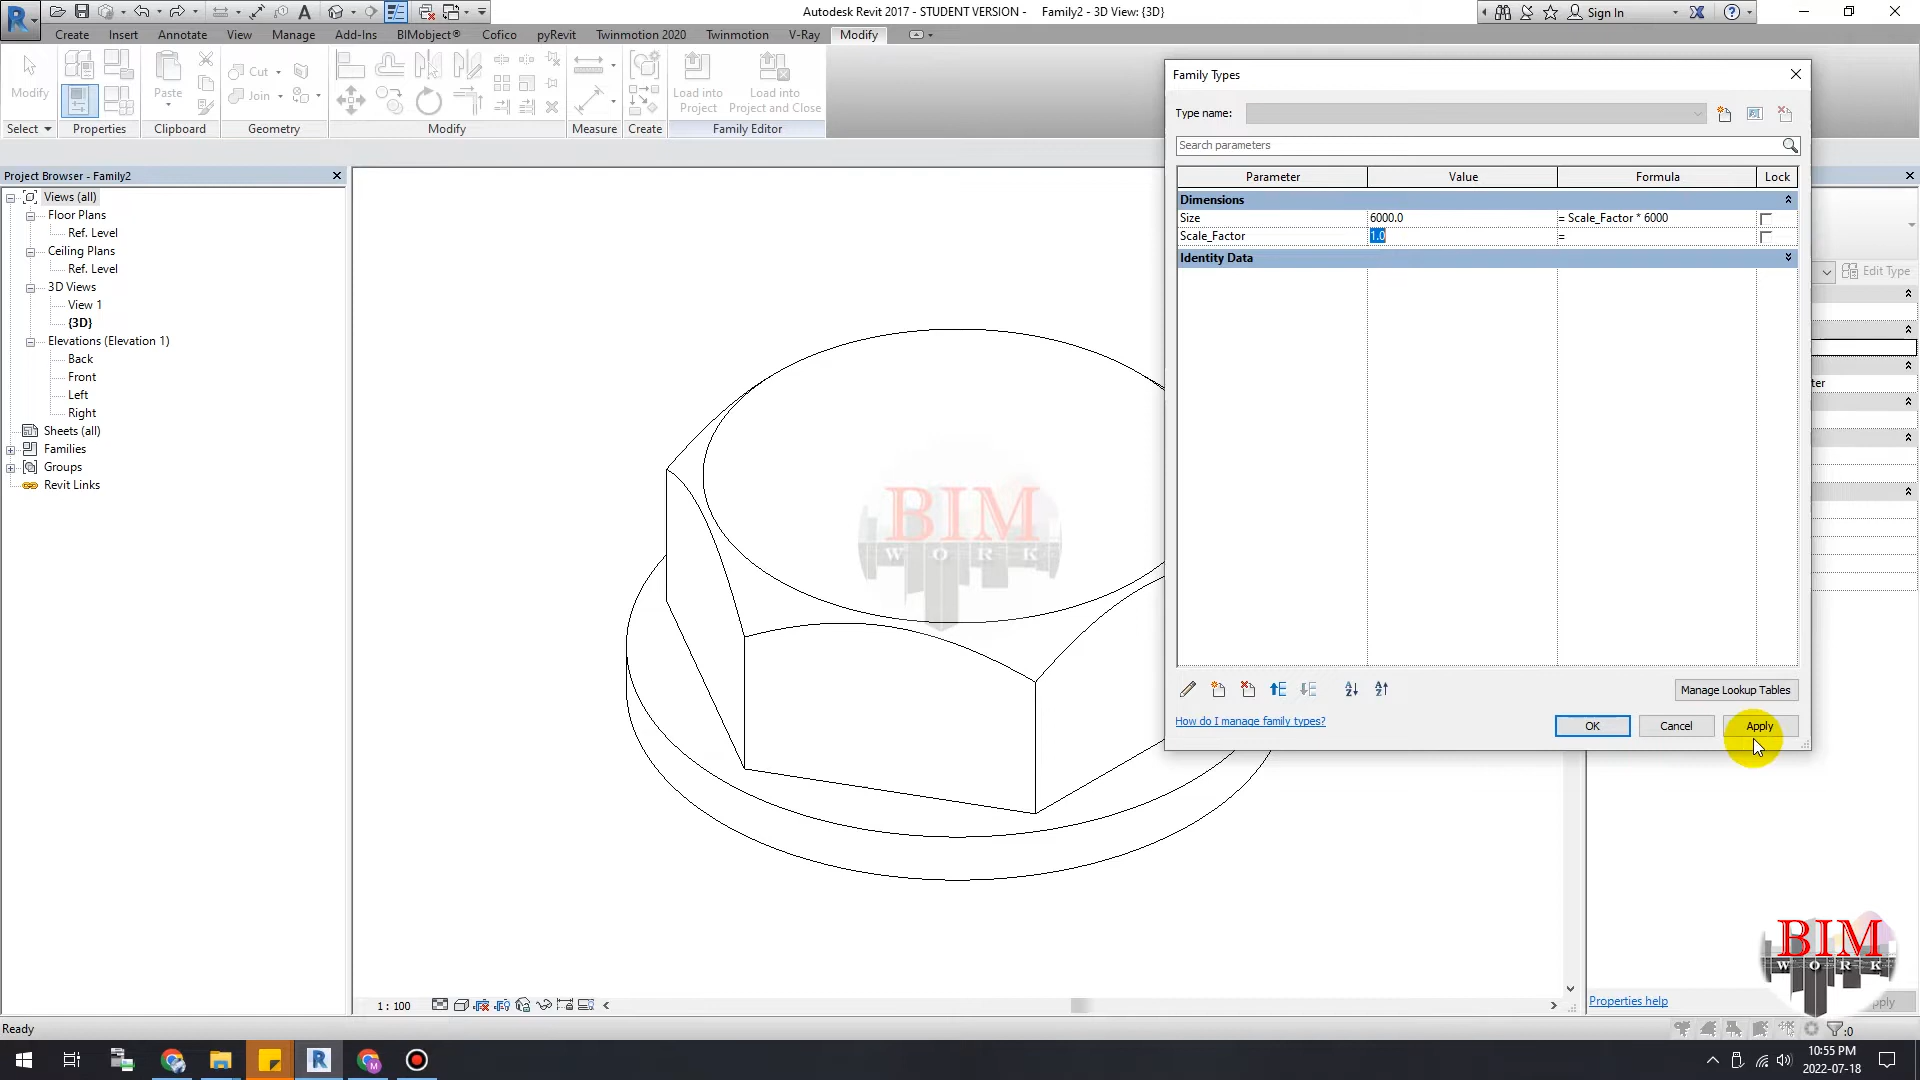 Autodesk Revit 2017 - STUDENT VERSION - Family2 - 3D View: {3D}
Sign In
Create Insert Annotate View Manage Add-Ins BIMobject® Cofico pyRevit Twinmotion 2020 Twinmotion V-Ray Modify
Modify
Paste
Cut
Join
Load into Project
Load into Project and Close
Select Properties Clipboard Geometry Modify Measure Create Family Editor
Project Browser - Family2
Views (all)
Floor Plans
Ref. Level
Ceiling Plans
Ref. Level
3D Views
View 1
{3D}
Elevations (Elevation 1)
Back
Front
Left
Right
Sheets (all)
Families
Groups
Revit Links
BIM
WORK
Family Types
Type name:
Search parameters
Parameter Value Formula Lock
Dimensions
Size 6000.0 = Scale_Factor * 6000
Scale_Factor 1.0 =
Identity Data
Manage Lookup Tables
How do I manage family types?
OK Cancel Apply
Edit Type
ter
1 : 100
Properties help
BIM
WORK
pply
Ready
:0
10:55 PM
2022-07-18